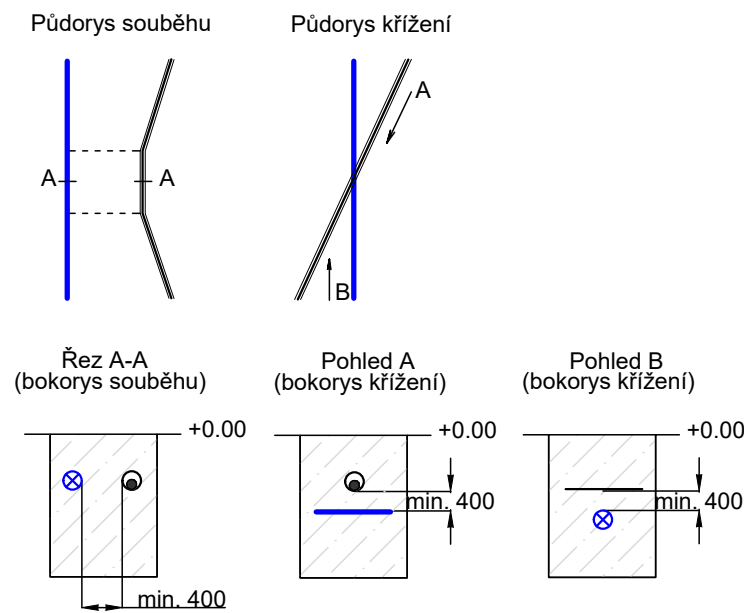 Půdorys souběhu
Půdorys křížení
A
A
A
B
Řez A-A
(bokorys souběhu)
Pohled A
(bokorys křížení)
Pohled B
(bokorys křížení)
+0.00
+0.00
+0.00
min. 400
min. 400
min. 400